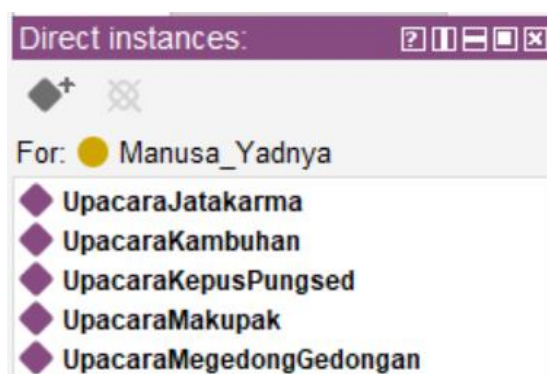 Direct instances:
For: Manusa_Yadnya
UpacaraJatakarma
UpacaraKambuhan
UpacaraKepusPungsed
UpacaraMakupak
UpacaraMegedongGedongan